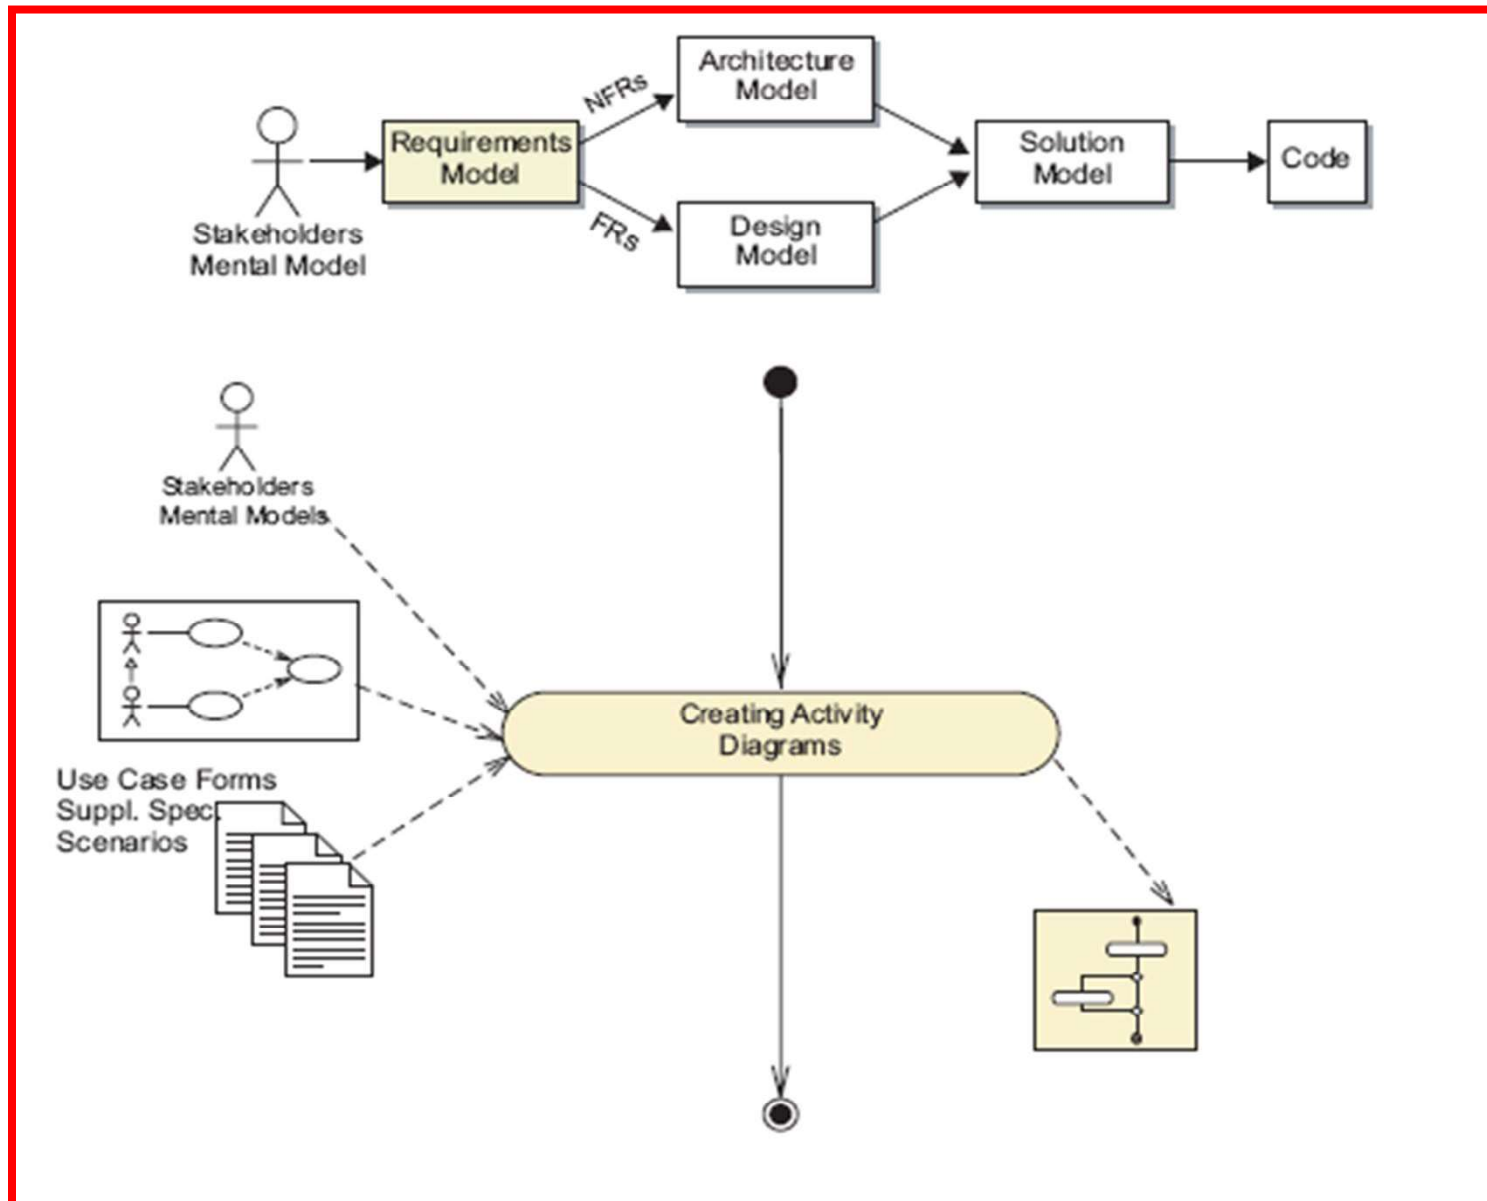 NFRs
Architecture
Model
Requirements
Model
Solution
Model
Code
FRs
Design
Model
Stakeholders
Mental Model
Stakeholders
Mental Models
Creating Activity
Diagrams
Use Case Forms
Suppl. Spec.
Scenarios